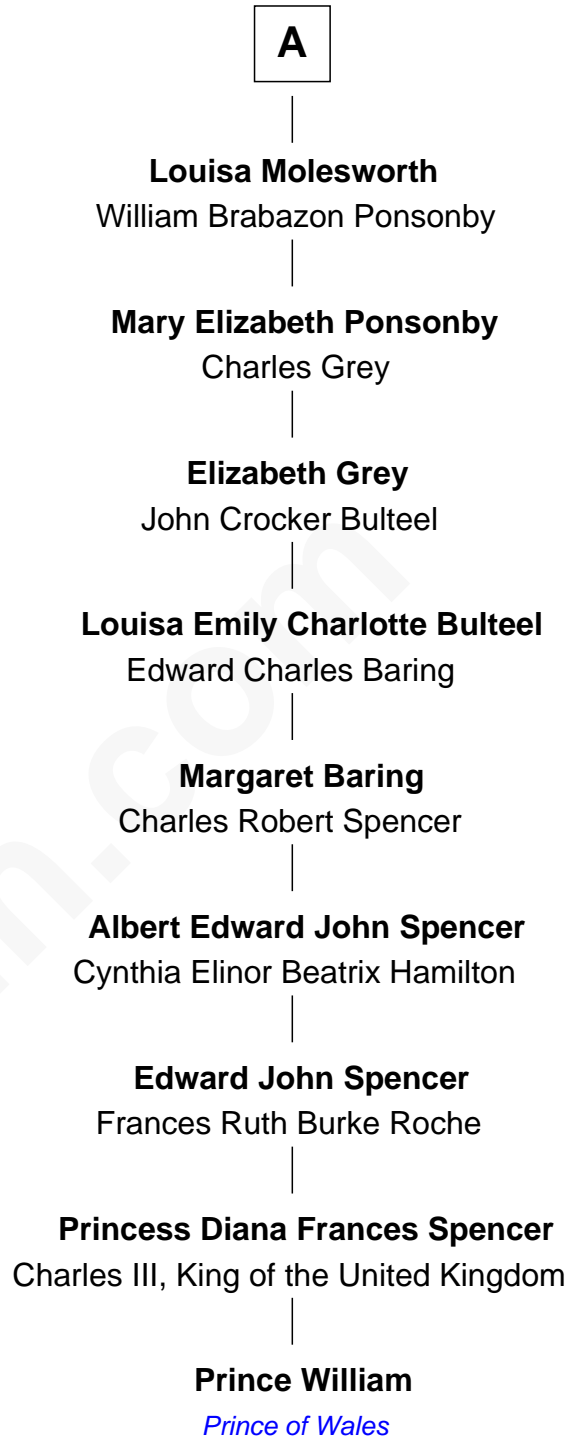 A
Louisa Molesworth
William Brabazon Ponsonby
Mary Elizabeth Ponsonby
Charles Grey
Elizabeth Grey
John Crocker Bulteel
Louisa Emily Charlotte Bulteel
Edward Charles Baring
Margaret Baring
Charles Robert Spencer
Albert Edward John Spencer
Cynthia Elinor Beatrix Hamilton
Edward John Spencer
Frances Ruth Burke Roche
Princess Diana Frances Spencer
Charles III, King of the United Kingdom
Prince William
Prince of Wales